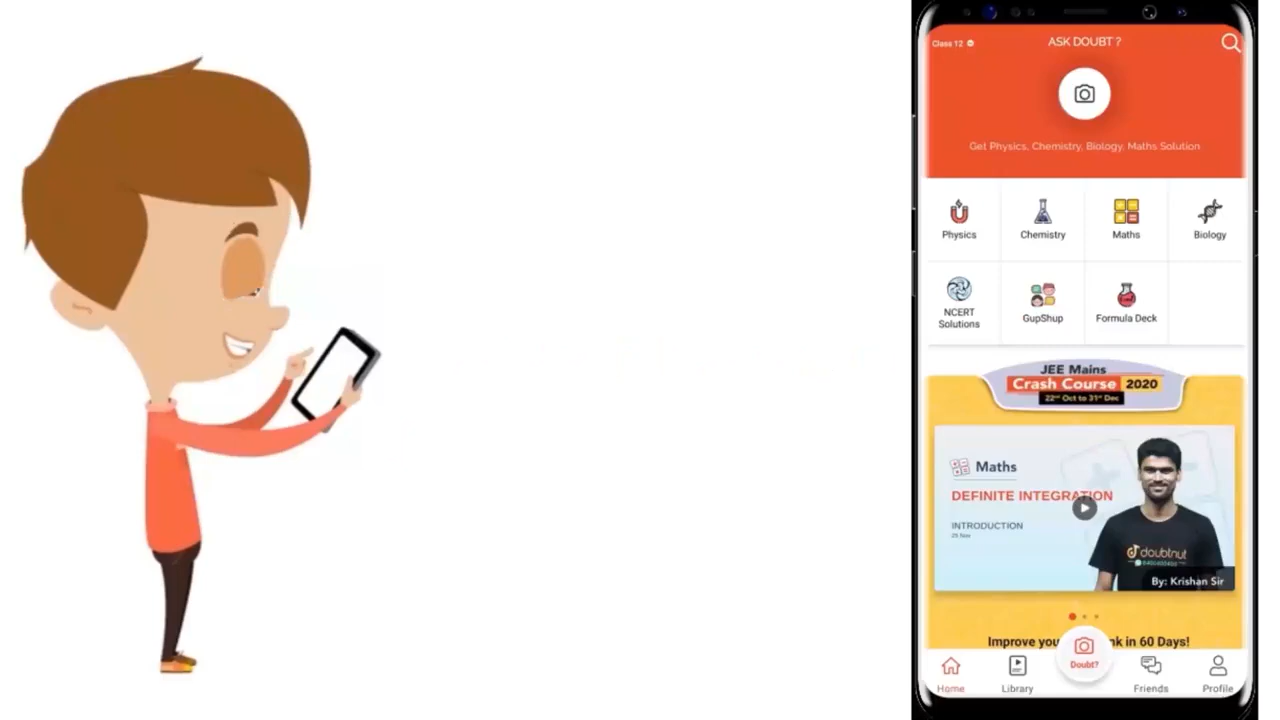 Class 12
ASK DOUBT ?
Get Physics, Chemistry, Biology, Maths Solution
Physics
Chemistry
Maths
Biology
NCERT
Solutions
GupShup
Formula Deck
JEE Mains
Crash Course 2020
22nd Oct to 31st Dec
Maths
DEFINITE INTEGRATION
INTRODUCTION
doubtnut
By: Krishan Sir
Improve you nk in 60 Days!
Doubt?
Home
Library
Friends
Profile